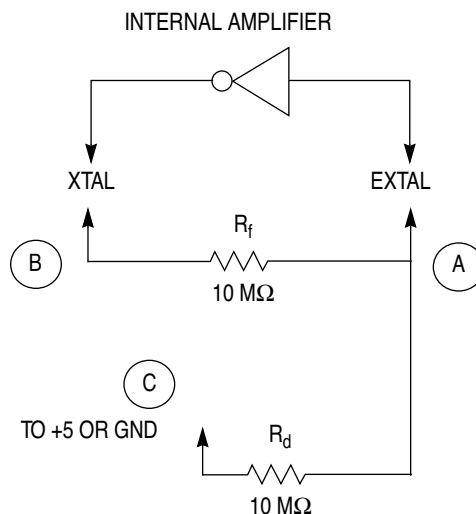 INTERNAL AMPLIFIER
XTAL
EXTAL
Rf
B
A
10 MΩ
C
TO +5 OR GND
Rd
10 MΩ